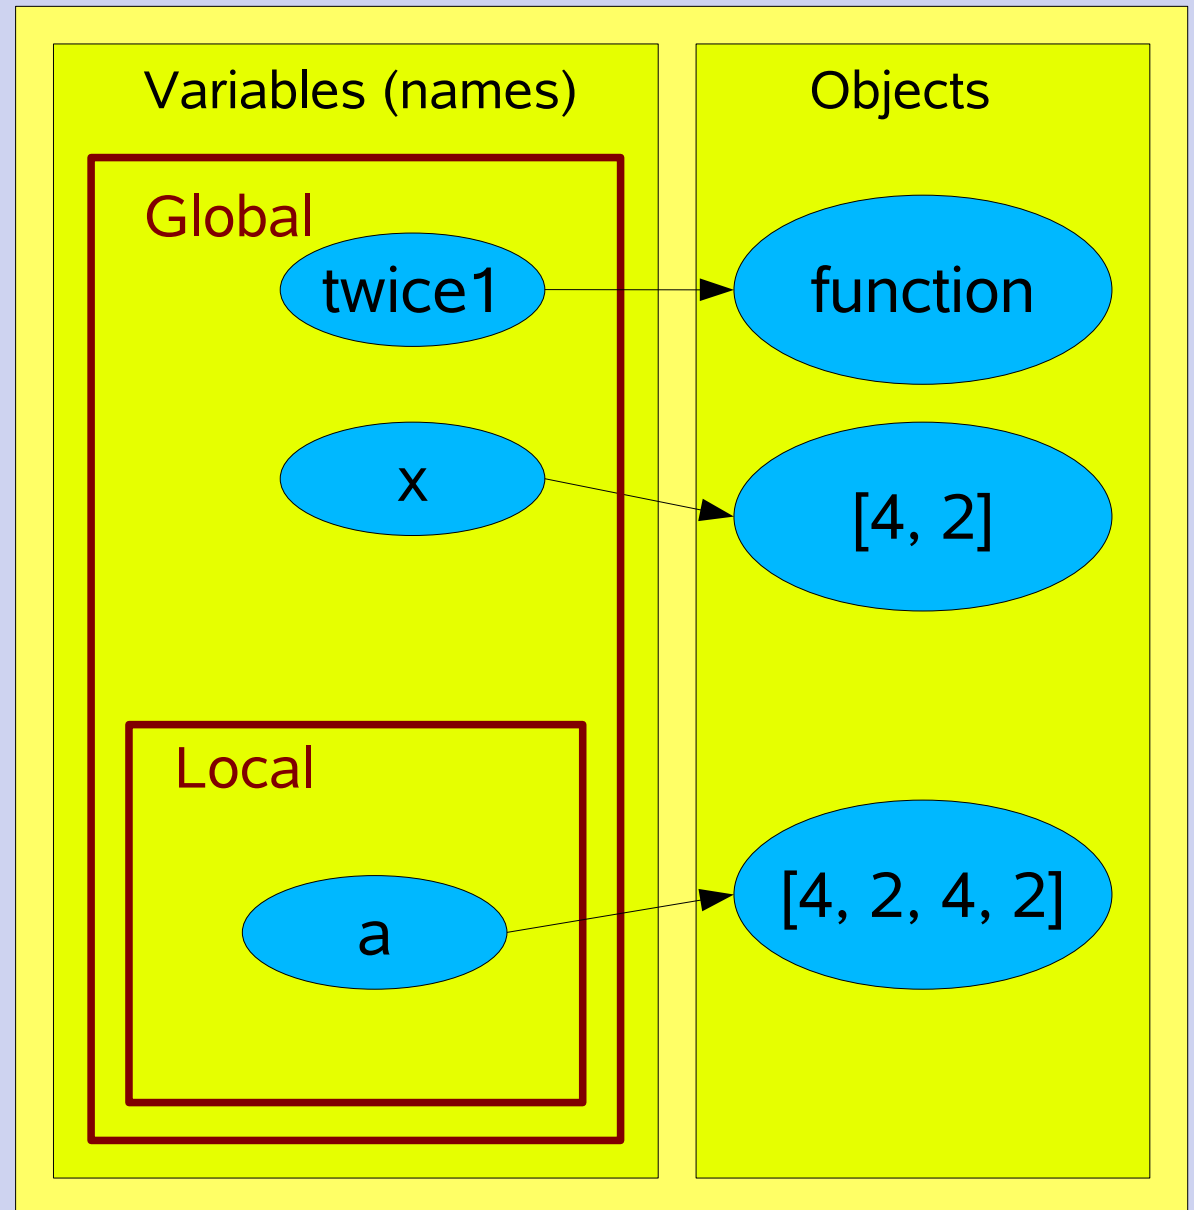 Variables (names)
Objects
Global
twice1
function
x
[4, 2]
Local
a
[4, 2, 4, 2]